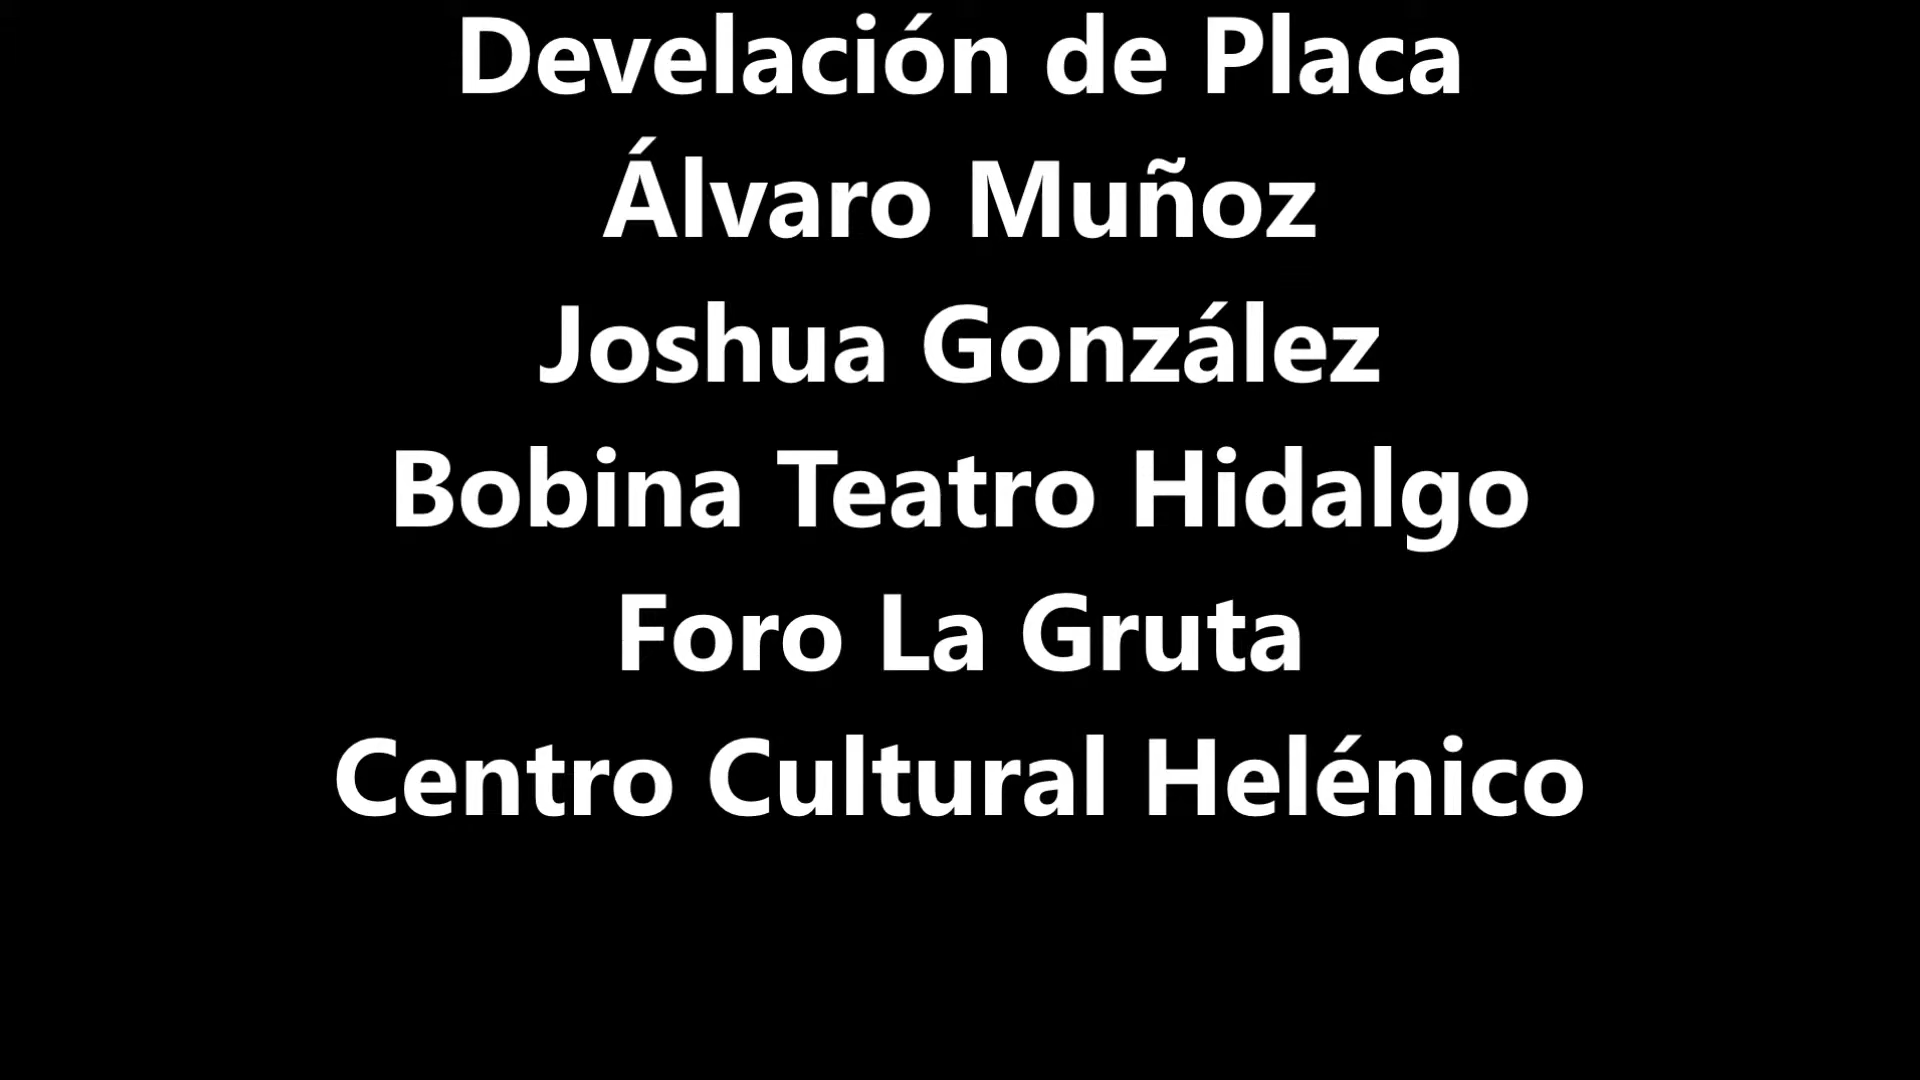 Develación de Placa
Álvaro Muñoz
Joshua González
Bobina Teatro Hidalgo
Foro La Gruta
Centro Cultural Helénico